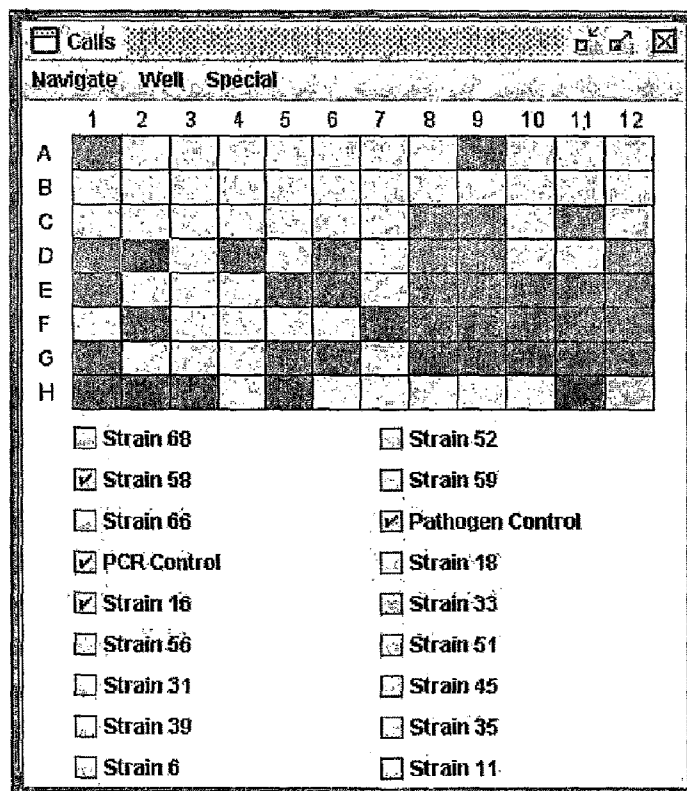 Calls
Navigate Well Special
1 2 3 4 5 6 7 8 9 10 11 12
A
B
C
D
E
F
G
H
Strain 68 Strain 52
Strain 58 Strain 59
Strain 66 Pathogen Control
PCR Control Strain 18
Strain 16 Strain 33
Strain 56 Strain 51
Strain 31 Strain 45
Strain 39 Strain 35
Strain 6 Strain 11